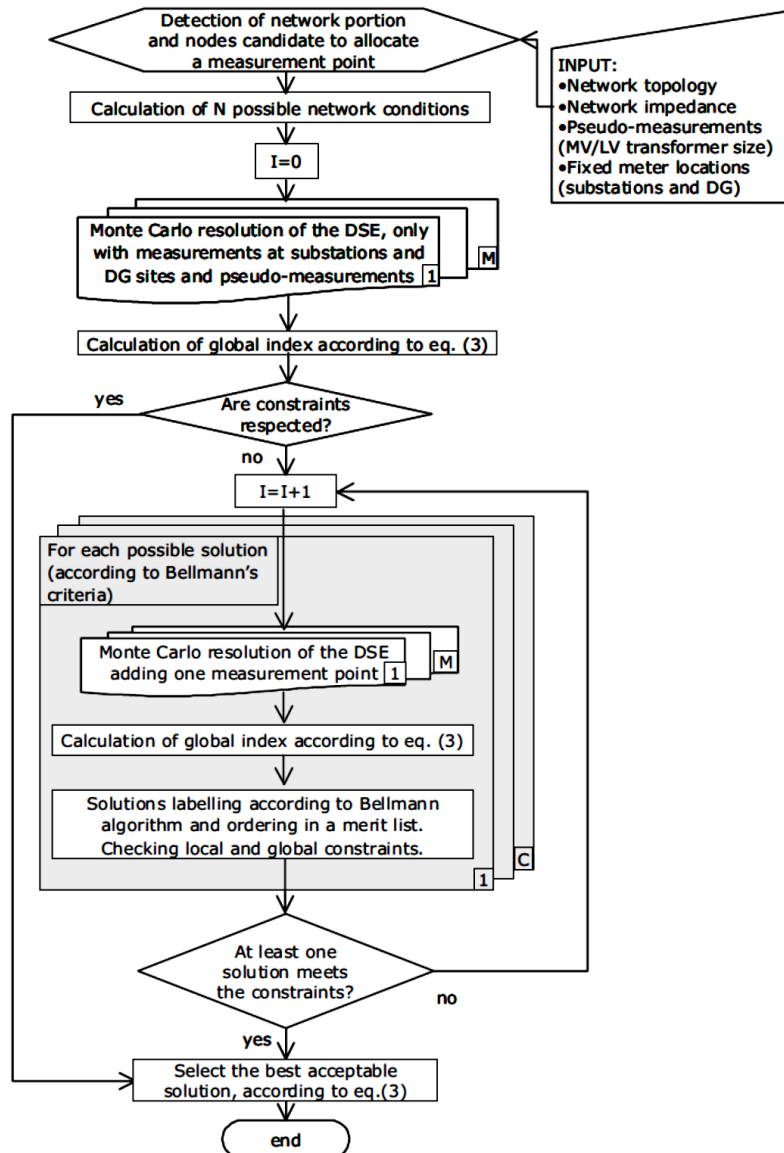 Detection of network portion
and nodes candidate to allocate
a measurement point
INPUT:
•Network topology
•Network impedance
•Pseudo-measurements
(MV/LV transformer size)
•Fixed meter locations
(substations and DG)
Calculation of N possible network conditions
I=0
Monte Carlo resolution of the DSE, only
with measurements at substations and
DG sites and pseudo-measurements
1
M
Calculation of global index according to eq. (3)
yes
Are constraints
respected?
no
I=I+1
For each possible solution
(according to Bellmann's
criteria)
Monte Carlo resolution of the DSE
adding one measurement point
1
M
Calculation of global index according to eq. (3)
Solutions labelling according to Bellmann
algorithm and ordering in a merit list.
Checking local and global constraints.
1
C
At least one
solution meets
the constraints?
no
yes
Select the best acceptable
solution, according to eq.(3)
end